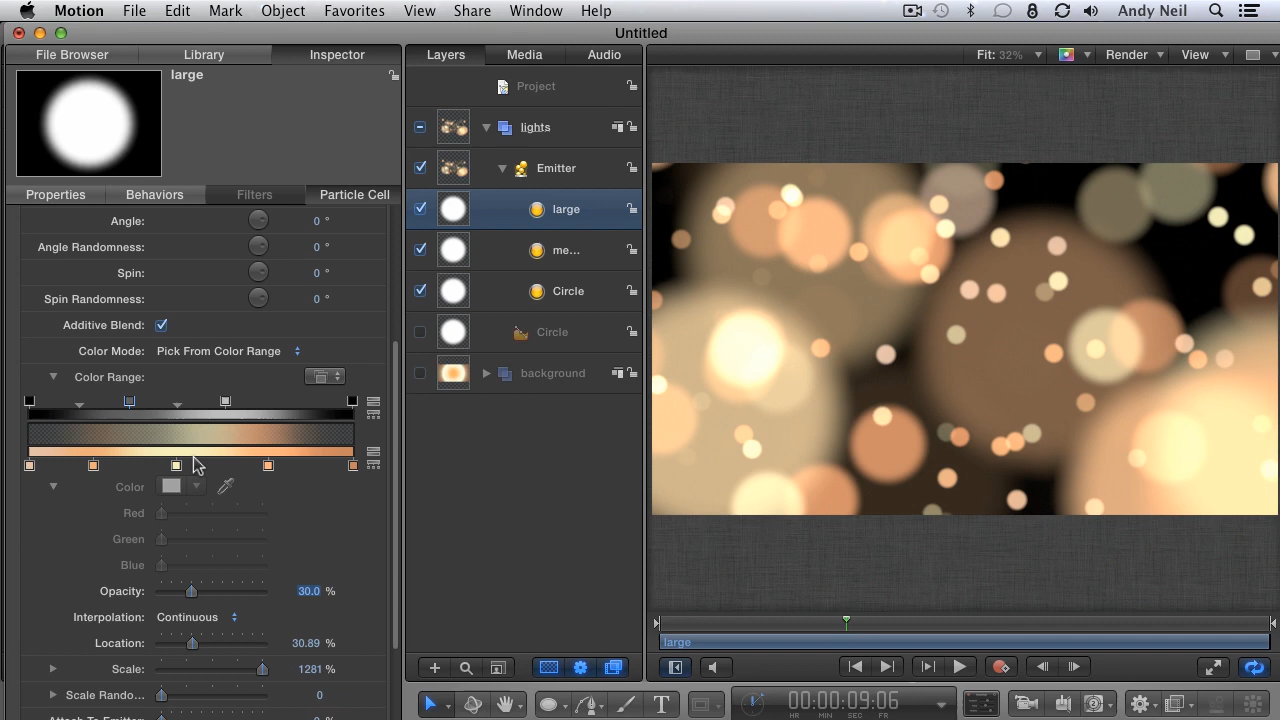 Motion File Edit Mark Object Favorites View Share Window Help Andy Neil
Untitled
File Browser Library Inspector Layers Media Audio Fit: 32% Render View
large
Project
lights
Emitter
Properties Behaviors Filters Particle Cell
large
Angle: 0 °
Angle Randomness: 0 °
me...
Spin: 0 °
Circle
Spin Randomness: 0 °
Additive Blend:
Circle
Color Mode: Pick From Color Range
Color Range:
background
Color
Red
Green
Blue
Opacity: 30.0 %
Interpolation: Continuous
Location: 30.89 %
large
Scale: 1281 %
Scale Rando... 0
T 00:00:09:06
HR MIN SEC FR